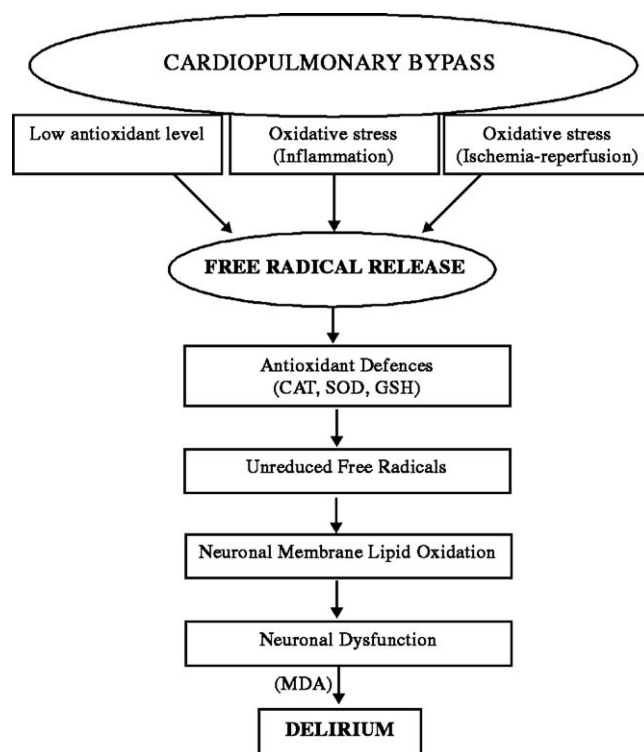 CARDIOPULMONARY BYPASS
Low antioxidant level
Oxidative stress
(Inflammation)
Oxidative stress
(Ischemia-reperfusion)
FREE RADICAL RELEASE
Antioxidant Defences
(CAT, SOD, GSH)
Unreduced Free Radicals
Neuronal Membrane Lipid Oxidation
Neuronal Dysfunction
(MDA)
DELIRIUM